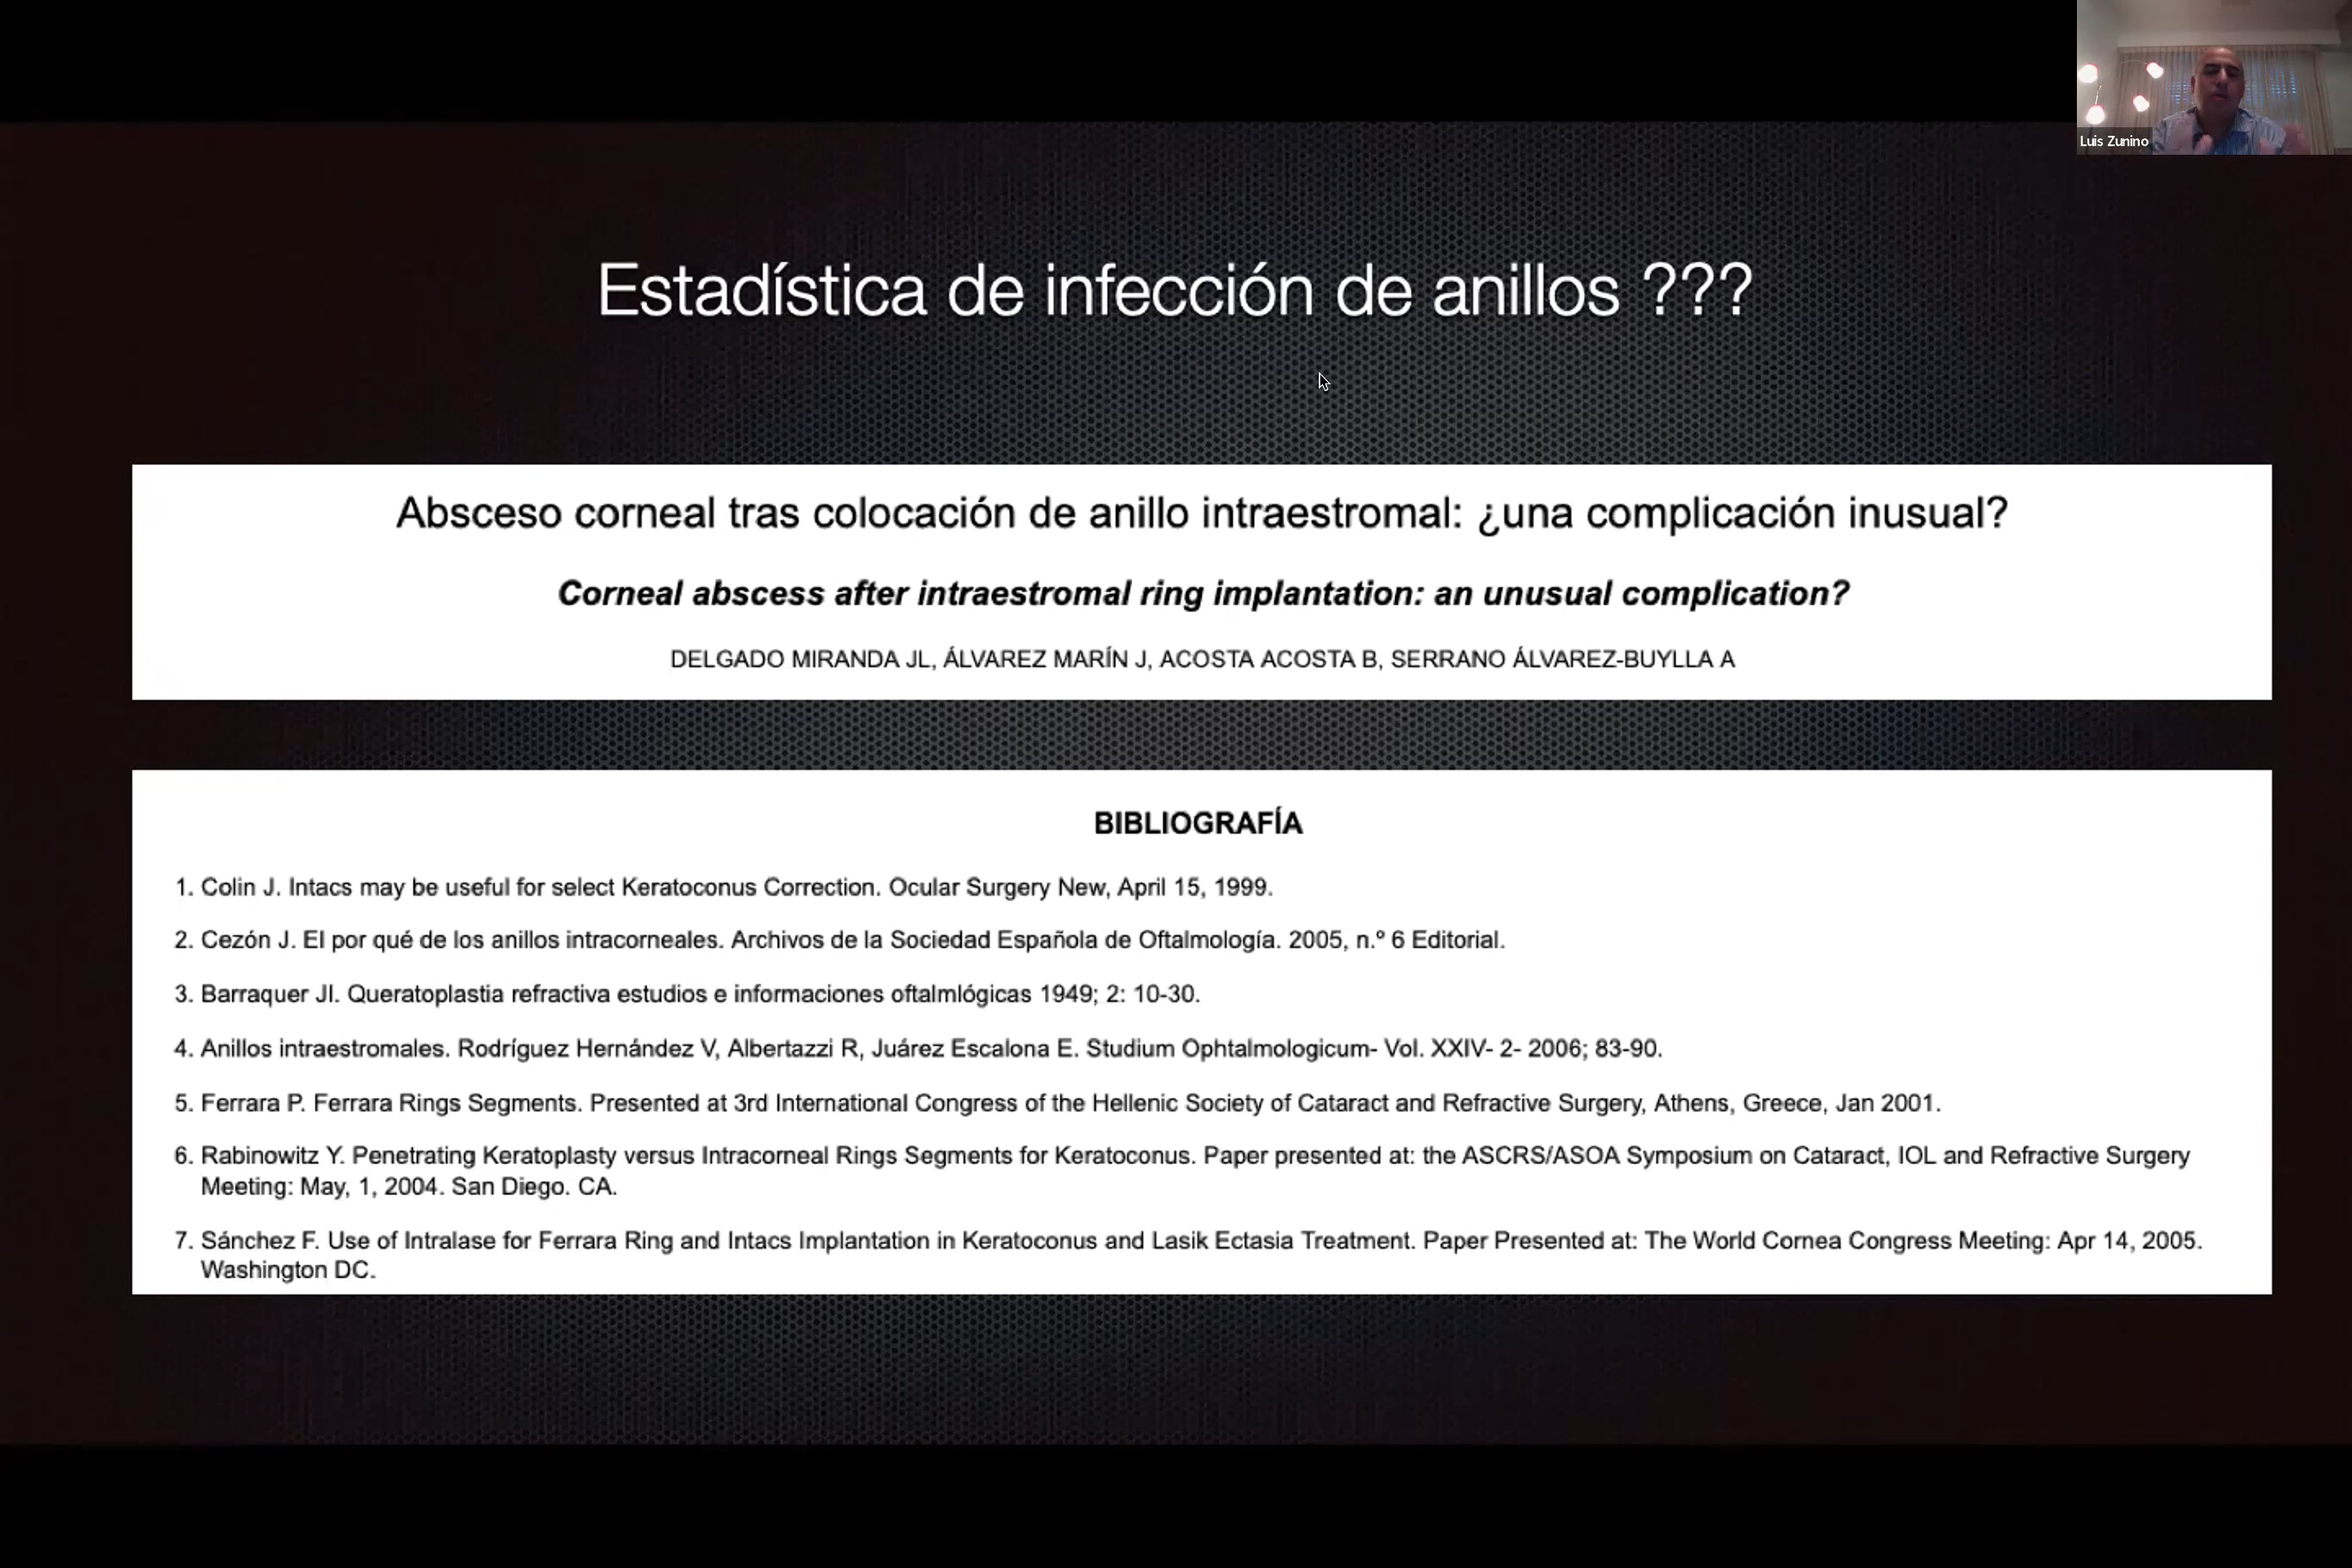 Luis Zunino
Estadística de infección de anillos ???
Absceso corneal tras colocación de anillo intraestromal: ¿una complicación inusual?
Corneal abscess after intraestromal ring implantation: an unusual complication?
DELGADO MIRANDA JL, ÁLVAREZ MARÍN J, ACOSTA ACOSTA B, SERRANO ÁLVAREZ-BUYLLA A
BIBLIOGRAFÍA
1. Colin J. Intacs may be useful for select Keratoconus Correction. Ocular Surgery New, April 15, 1999.
2. Cezón J. El por qué de los anillos intracorneales. Archivos de la Sociedad Española de Oftalmología. 2005, n.º 6 Editorial.
3. Barraquer JI. Queratoplastia refractiva estudios e informaciones oftalmlógicas 1949; 2: 10-30.
4. Anillos intraestromales. Rodríguez Hernández V, Albertazzi R, Juárez Escalona E. Studium Ophtalmologicum- Vol. XXIV- 2- 2006; 83-90.
5. Ferrara P. Ferrara Rings Segments. Presented at 3rd International Congress of the Hellenic Society of Cataract and Refractive Surgery, Athens, Greece, Jan 2001.
6. Rabinowitz Y. Penetrating Keratoplasty versus Intracorneal Rings Segments for Keratoconus. Paper presented at: the ASCRS/ASOA Symposium on Cataract, IOL and Refractive Surgery
Meeting: May, 1, 2004. San Diego. CA.
7. Sánchez F. Use of Intralase for Ferrara Ring and Intacs Implantation in Keratoconus and Lasik Ectasia Treatment. Paper Presented at: The World Cornea Congress Meeting: Apr 14, 2005.
Washington DC.